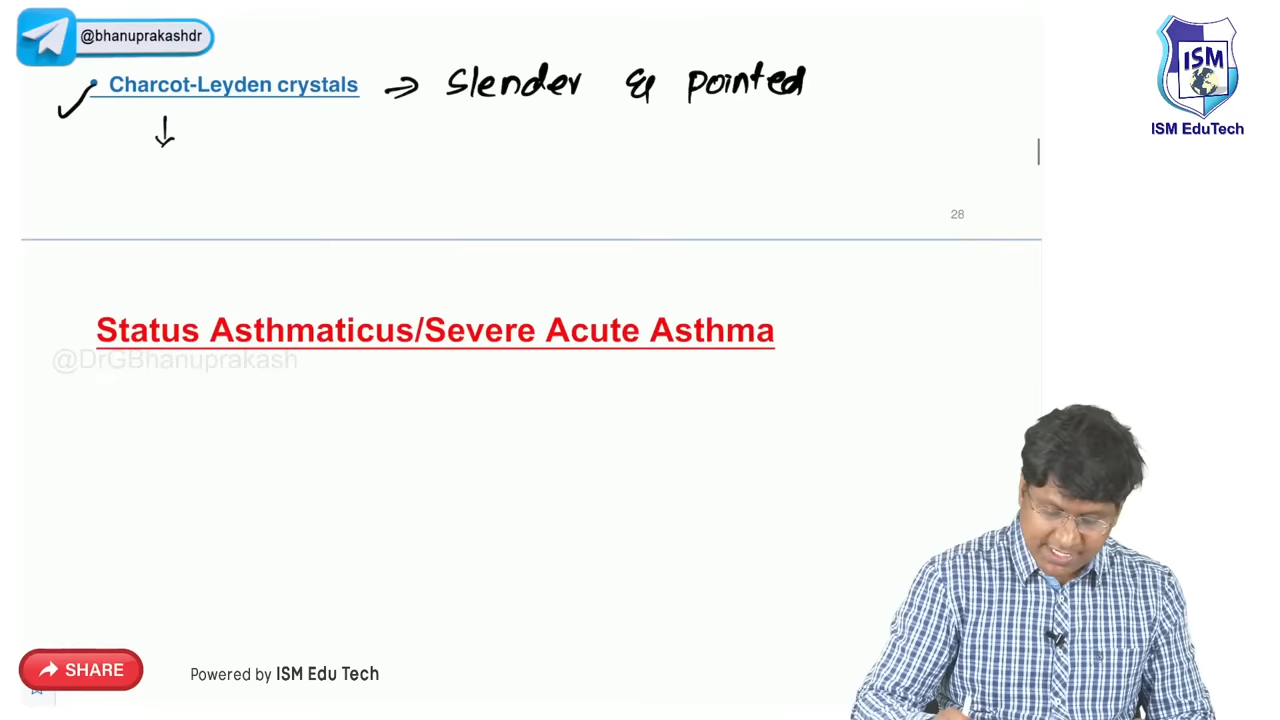 @bhanuprakashdr
ISM
Charcot-Leyden crystals → Slender & pointed
ISM EduTech
28
Status Asthmaticus/Severe Acute Asthma
@DrGBhanuprakash
SHARE
Powered by ISM Edu Tech